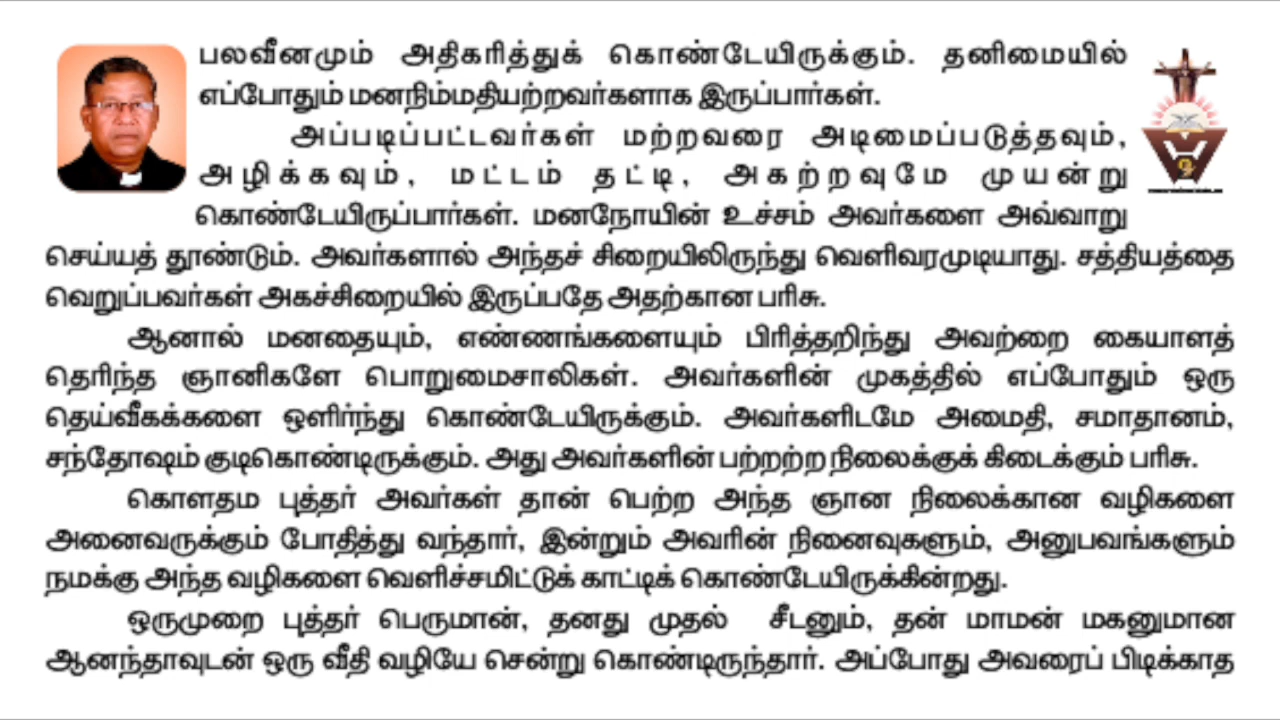 பலவீனமும் அதிகரித்துக் கொண்டேயிருக்கும். தனிமையில்
எப்போதும் மனநிம்மதியற்றவர்களாக இருப்பார்கள்.
அப்படிப்பட்டவர்கள் மற்றவரை அடிமைப்படுத்தவும்,
அழிக்கவும், மட்டம் தட்டி, அகற்றவுமே முயன்று
கொண்டேயிருப்பார்கள். மனநோயின் உச்சம் அவர்களை அவ்வாறு
செய்யத் தூண்டும். அவர்களால் அந்தச் சிறையிலிருந்து வெளிவரமுடியாது. சத்தியத்தை
வெறுப்பவர்கள் அகச்சிறையில் இருப்பதே அதற்கான பரிசு.
ஆனால் மனதையும், எண்ணங்களையும் பிரித்தறிந்து அவற்றை கையாளத்
தெரிந்த ஞானிகளே பொறுமைசாலிகள். அவர்களின் முகத்தில் எப்போதும் ஒரு
தெய்வீகக்களை ஒளிர்ந்து கொண்டேயிருக்கும். அவர்களிடமே அமைதி, சமாதானம்,
சந்தோஷம் குடிகொண்டிருக்கும். அது அவர்களின் பற்றற்ற நிலைக்குக் கிடைக்கும் பரிசு.
கௌதம புத்தர் அவர்கள் தான் பெற்ற அந்த ஞான நிலைக்கான வழிகளை
அனைவருக்கும் போதித்து வந்தார், இன்றும் அவரின் நினைவுகளும், அனுபவங்களும்
நமக்கு அந்த வழிகளை வெளிச்சமிட்டுக் காட்டிக் கொண்டேயிருக்கின்றது.
ஒருமுறை புத்தர் பெருமான், தனது முதல் சீடனும், தன் மாமன் மகனுமான
ஆனந்தாவுடன் ஒரு வீதி வழியே சென்று கொண்டிருந்தார். அப்போது அவரைப் பிடிக்காத